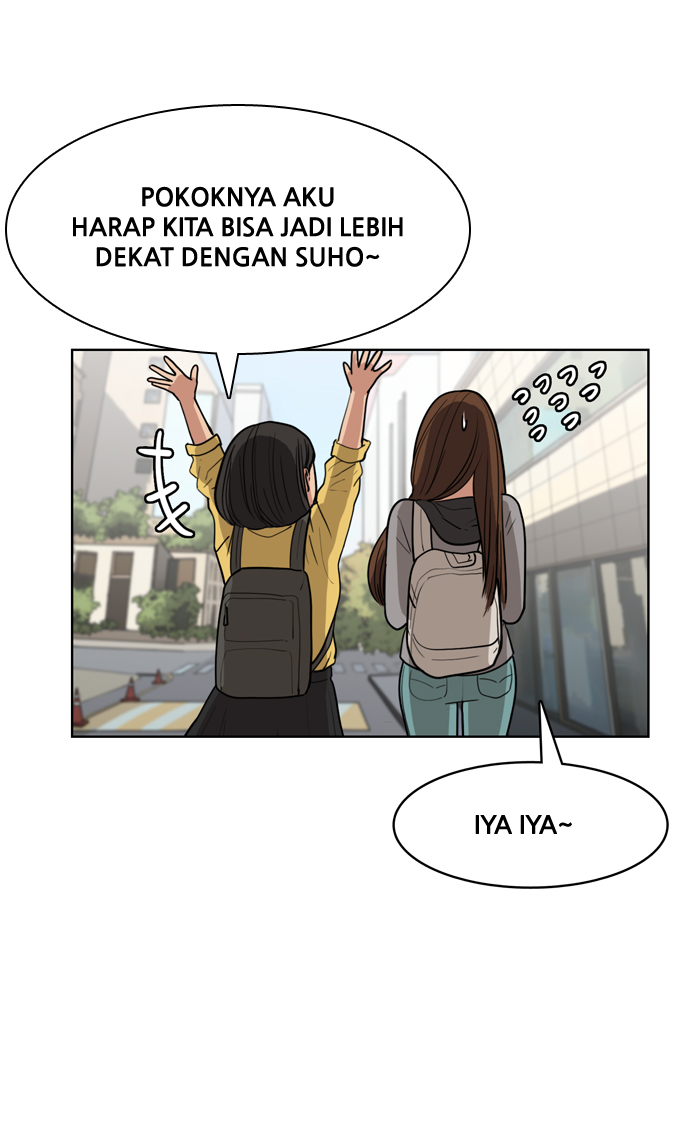 POKOKNYA AKU
HARAP KITA BISA JADI LEBIH
DEKAT DENGAN SUHO~
IYA IYA~